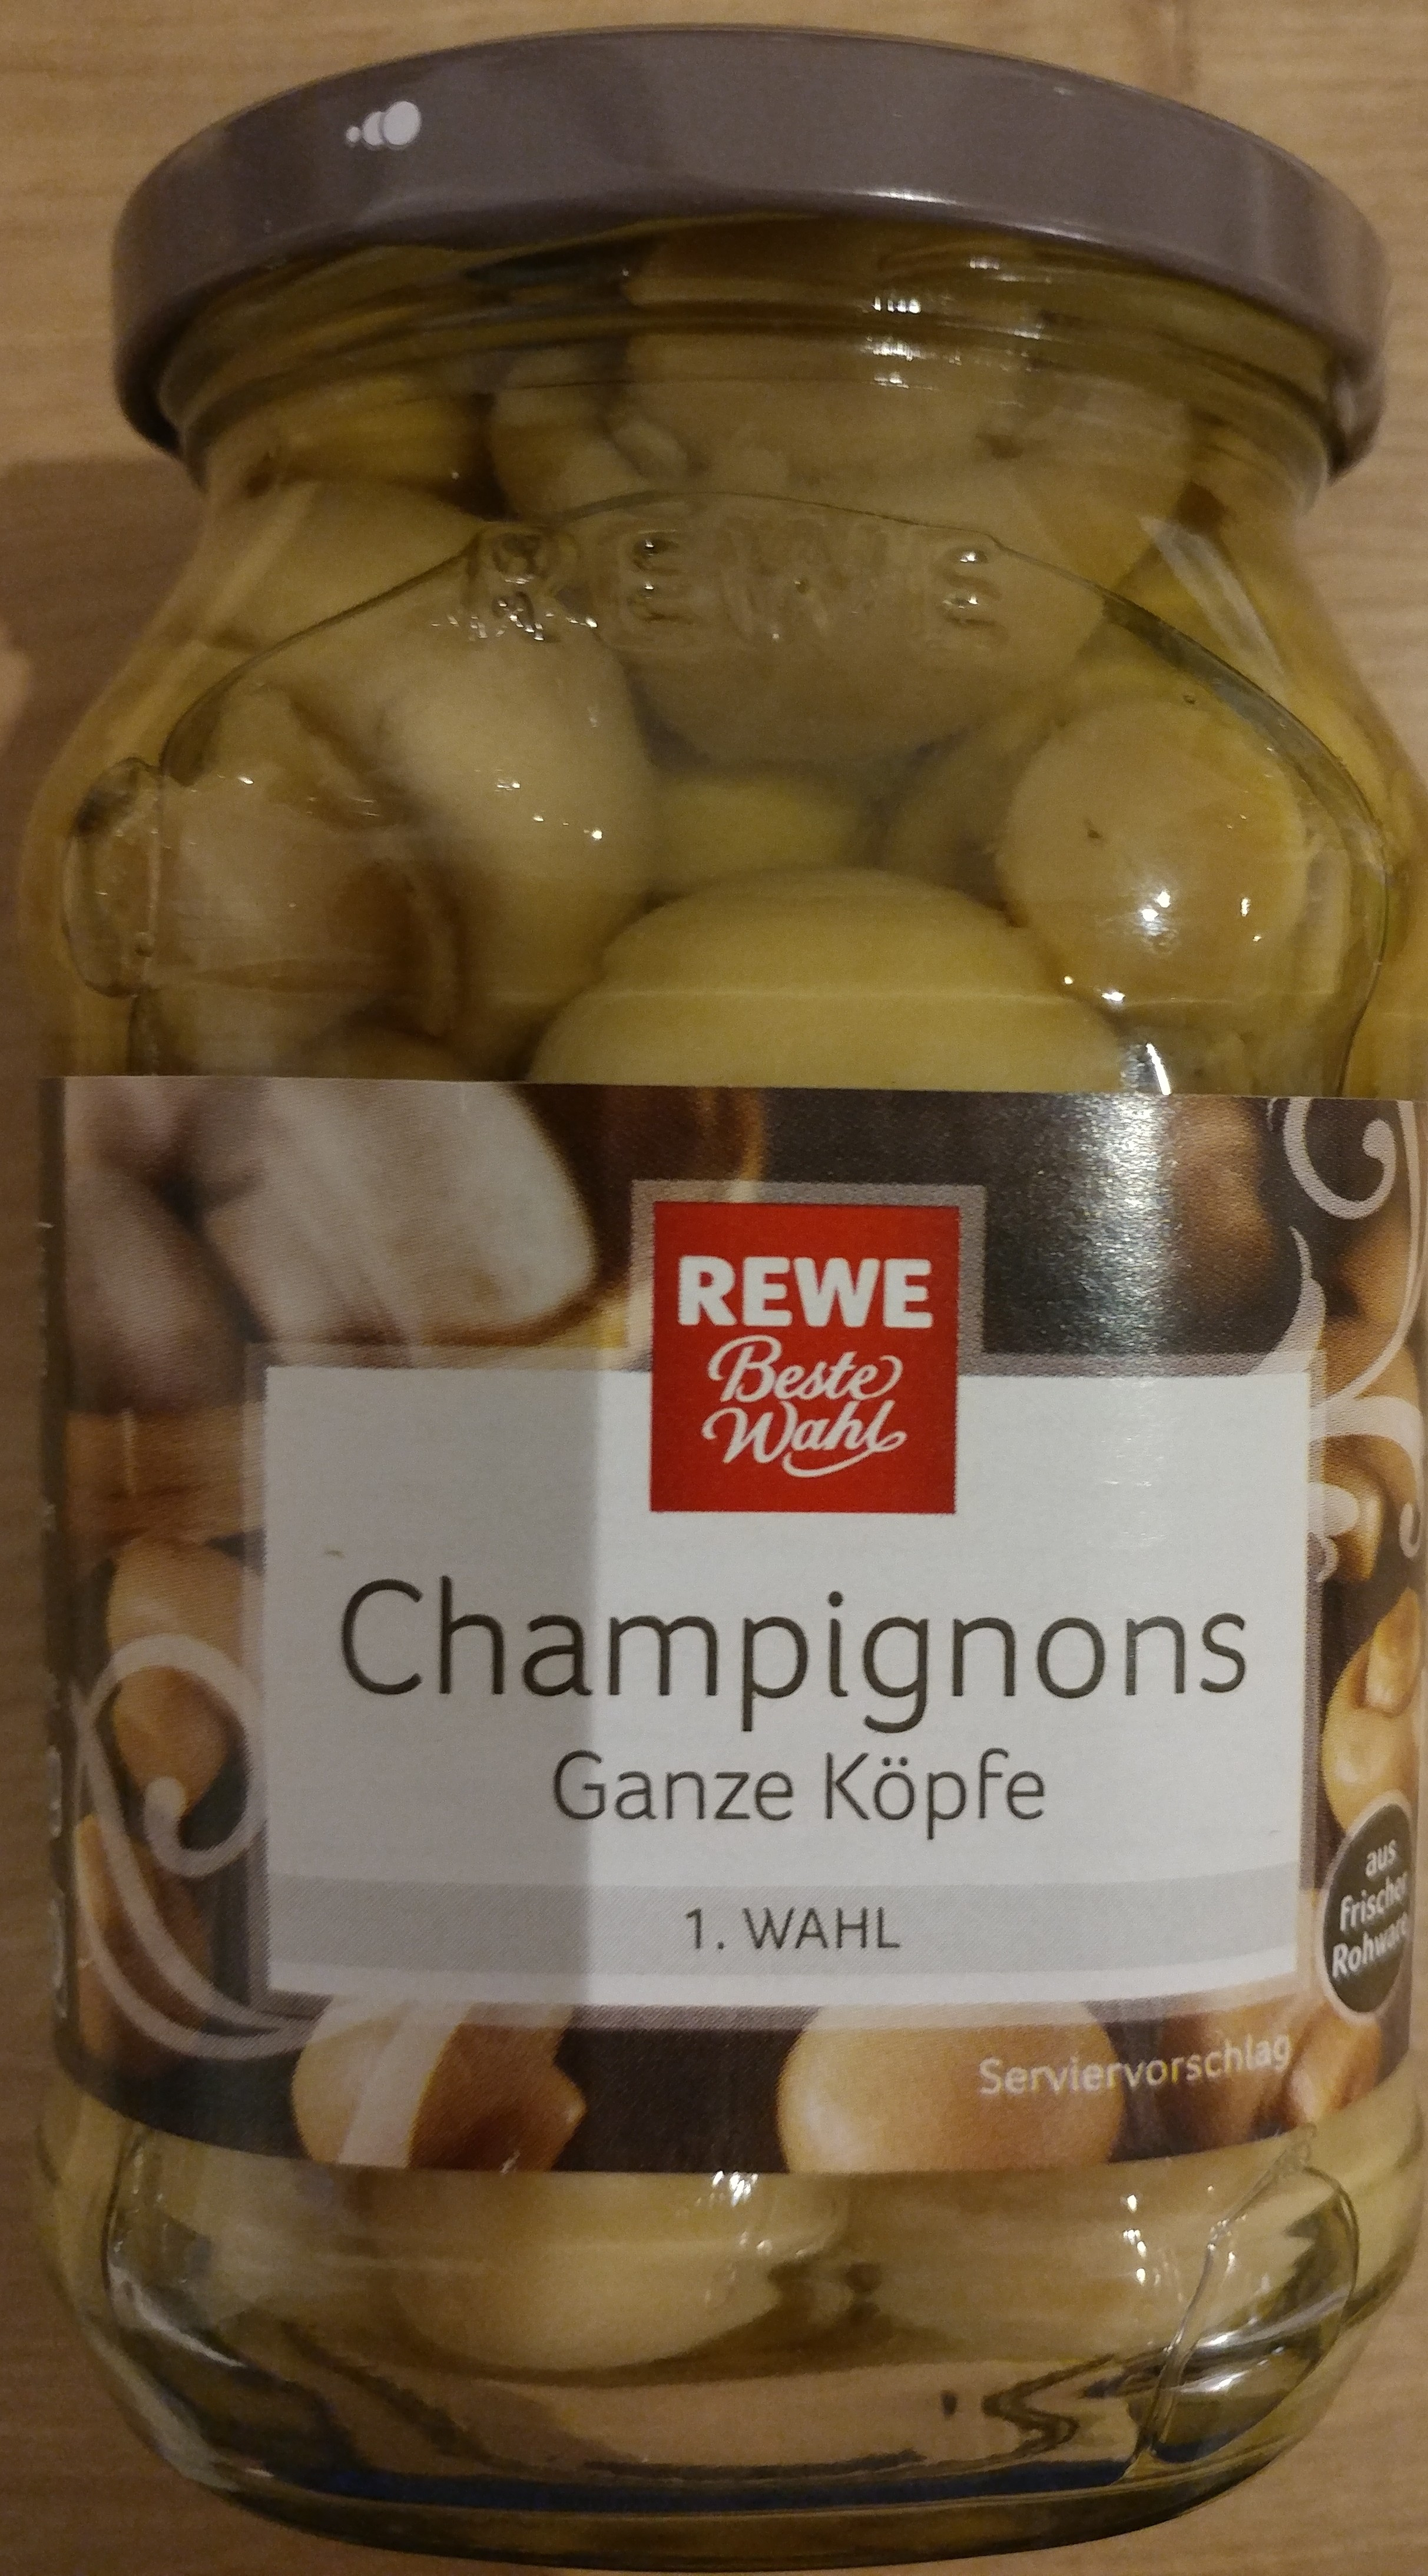 REWE
REWE
Beste
Wahl
Champignons
Ganze Köpfe
1. WAHL
aus
Frischer
Rohware
Serviervorschlag